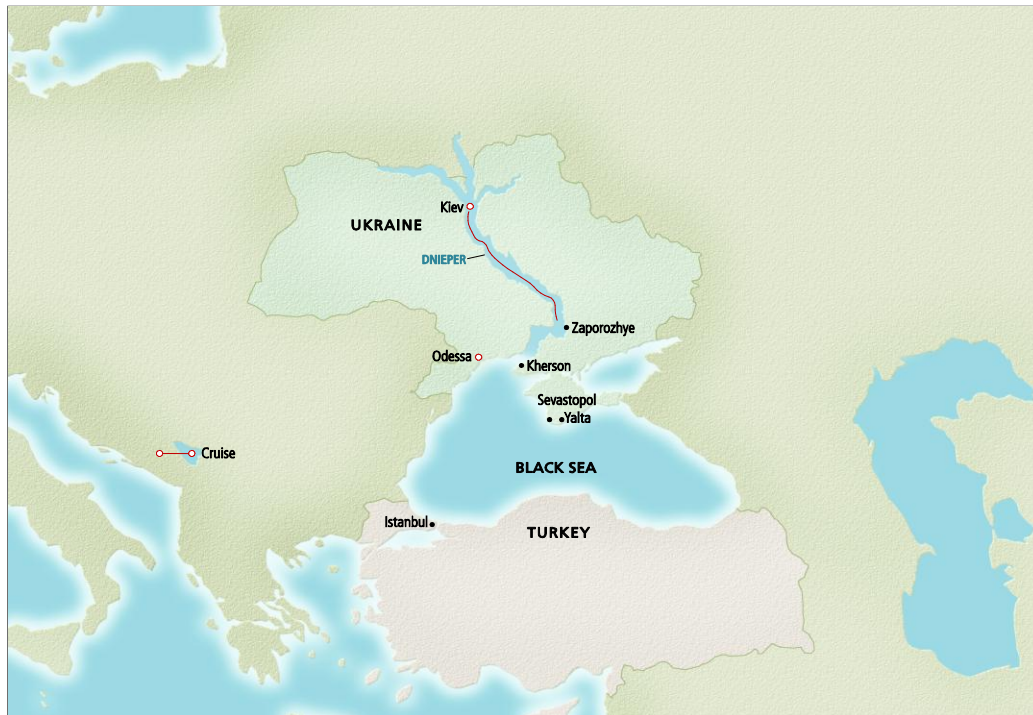 Kiev
UKRAINE
DNIEPER
Zaporozhye
Odessa
Kherson
Sevastopol
Yalta
Cruise
BLACK SEA
Istanbul
TURKEY